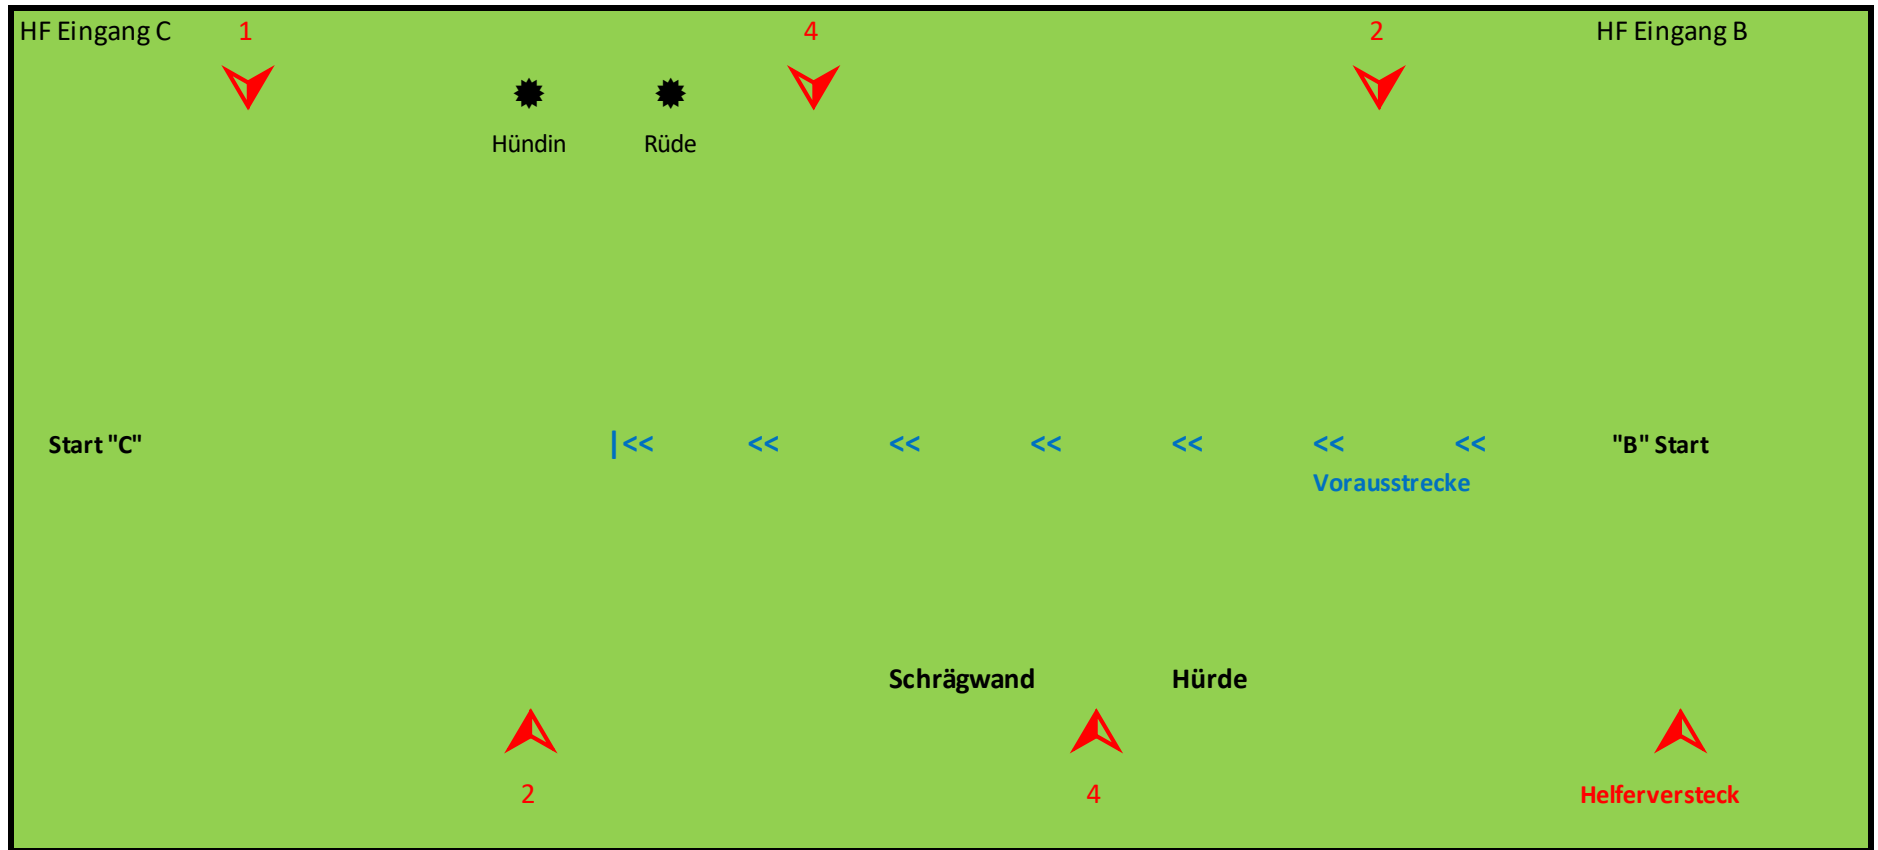 HF Eingang C 1 4 2 HF Eingang B
Hündin Rüde
Start "C" |<< << << << << << << "B" Start
Vorausstrecke
Schrägwand Hürde
2 4 Helferversteck